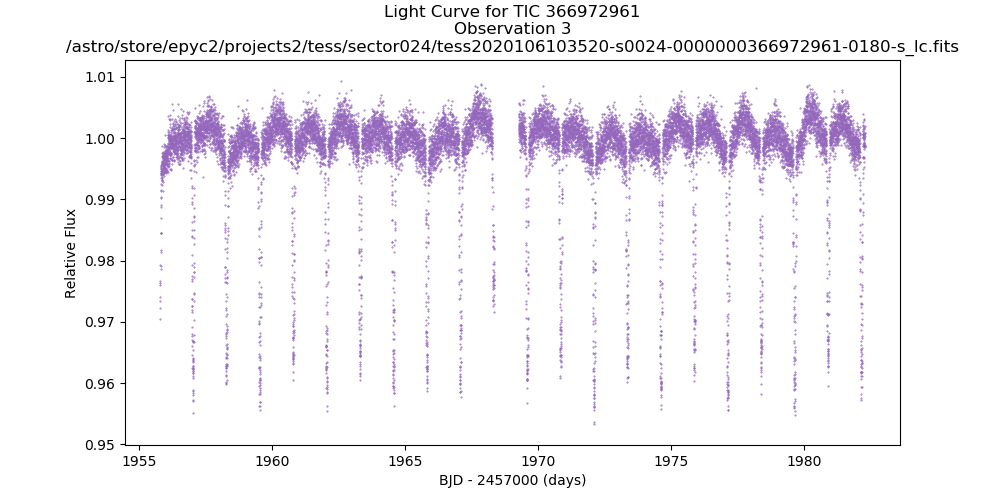 Light Curve for TIC 366972961
Observation 3
/astro/store/epyc2/projects2/tess/sector024/tess2020106103520-s0024-0000000366972961-0180-s_lc.fits
1.01
1.00
0.99
0.98
0.97
0.96
0.95
Relative Flux
1955 1960 1965 1970 1975 1980
BJD - 2457000 (days)